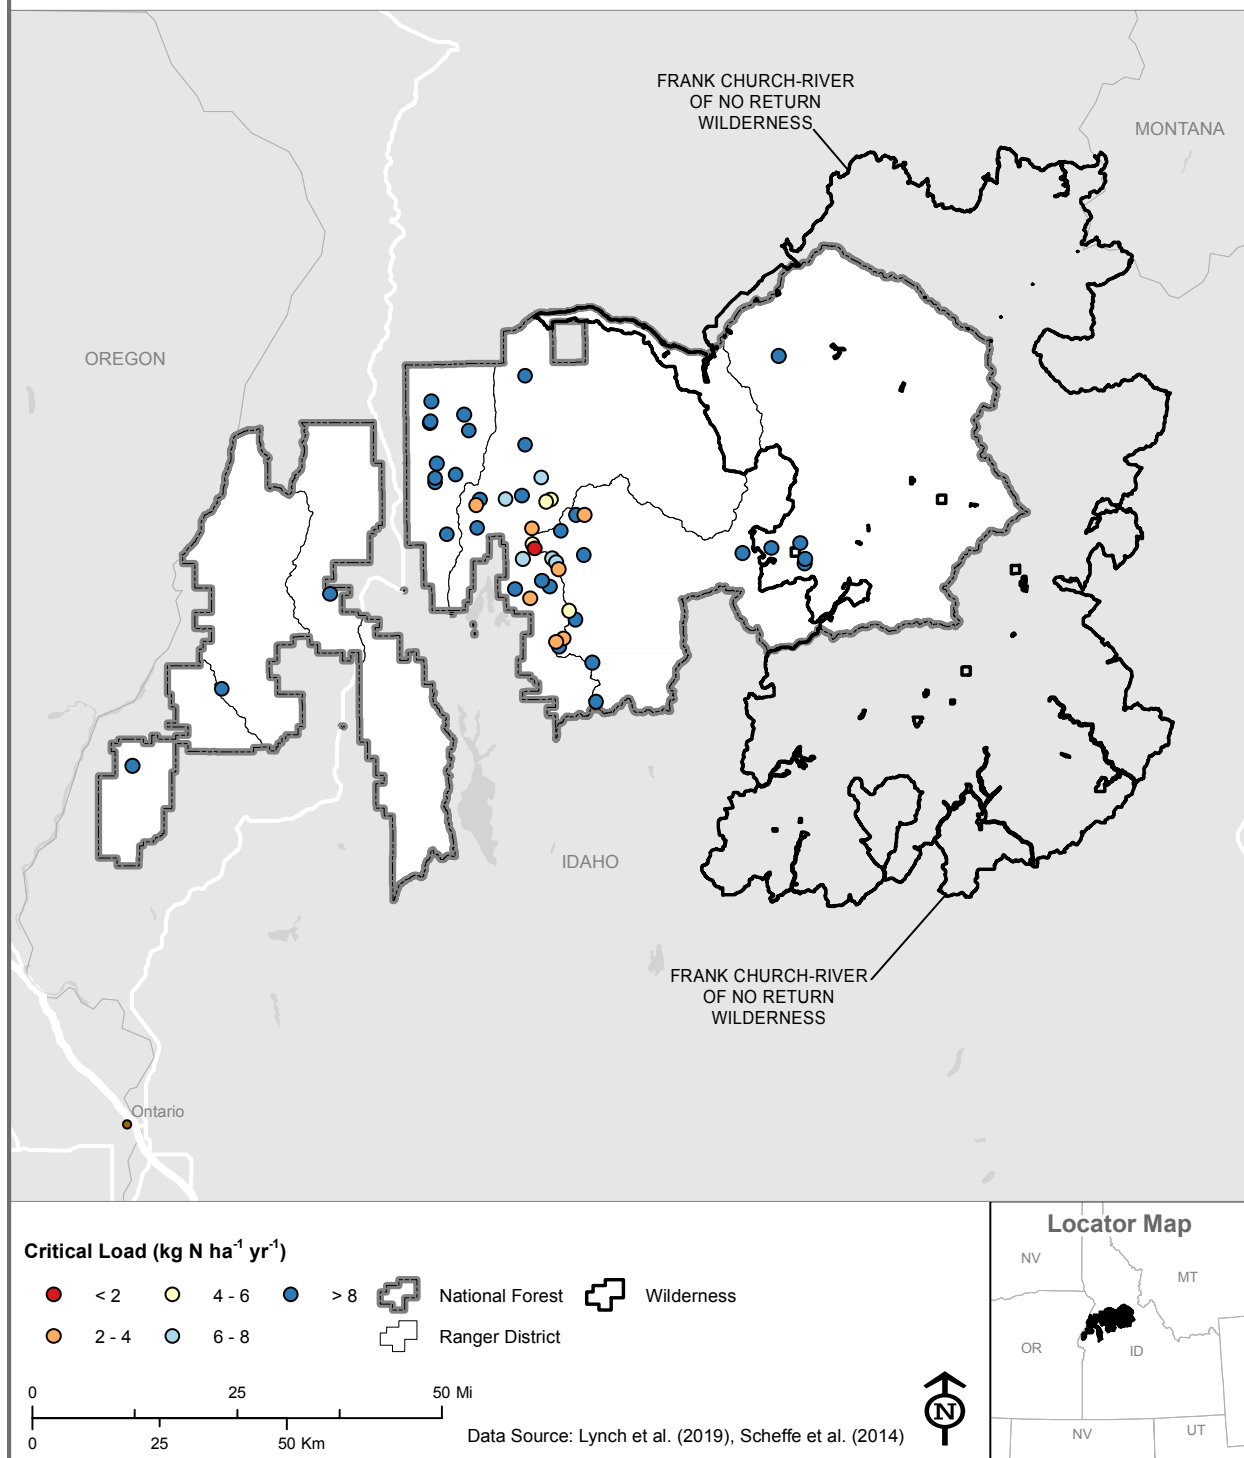 FRANK CHURCH-RIVER
OF NO RETURN
WILDERNESS
MONTANA
OREGON
IDAHO
FRANK CHURCH-RIVER
OF NO RETURN
WILDERNESS
Ontario
Critical Load (kg N ha⁻¹ yr⁻¹)
< 2
4 - 6
> 8
National Forest
Wilderness
2 - 4
6 - 8
Ranger District
0 25 50 Mi
0 25 50 Km
Data Source: Lynch et al. (2019), Scheffe et al. (2014)
N
Locator Map
NV
MT
OR
ID
NV
UT